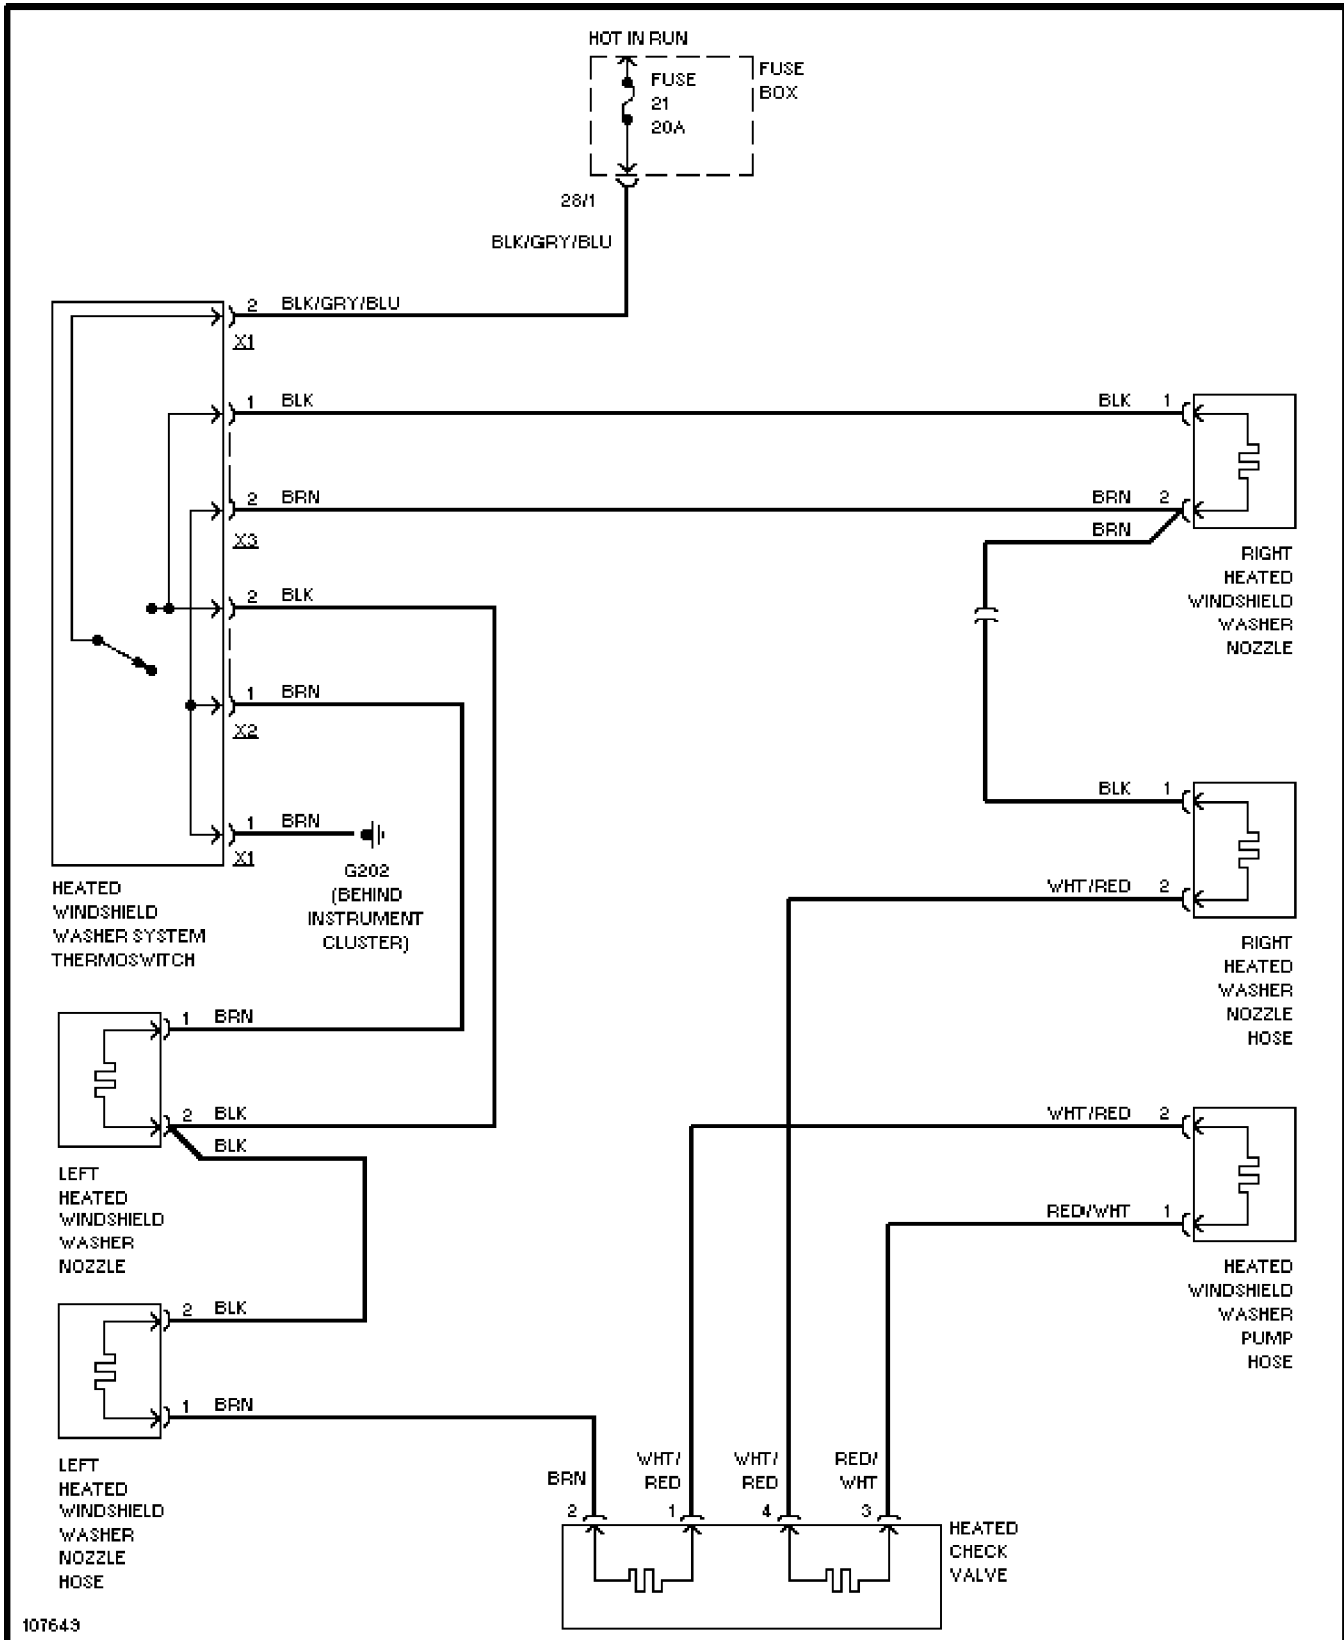 HOT IN RUN
FUSE
21
20A
FUSE
BOX
28/1
BLK/GRY/BLU
2 BLK/GRY/BLU
X1
1 BLK
BLK 1
2 BRN
BRN 2
X3
BRN
RIGHT
HEATED
WINDSHIELD
WASHER
NOZZLE
2 BLK
1 BRN
X2
BLK 1
1 BRN
X1
G202
(BEHIND
INSTRUMENT
CLUSTER)
HEATED
WINDSHIELD
WASHER SYSTEM
THERMOSWITCH
WHT/RED 2
RIGHT
HEATED
WASHER
NOZZLE
HOSE
1 BRN
2 BLK
BLK
LEFT
HEATED
WINDSHIELD
WASHER
NOZZLE
WHT/RED 2
RED/WHT 1
HEATED
WINDSHIELD
WASHER
PUMP
HOSE
2 BLK
1 BRN
LEFT
HEATED
WINDSHIELD
WASHER
NOZZLE
HOSE
BRN
2
WHT/
RED
1
WHT/
RED
4
RED/
WHT
3
HEATED
CHECK
VALVE
107649